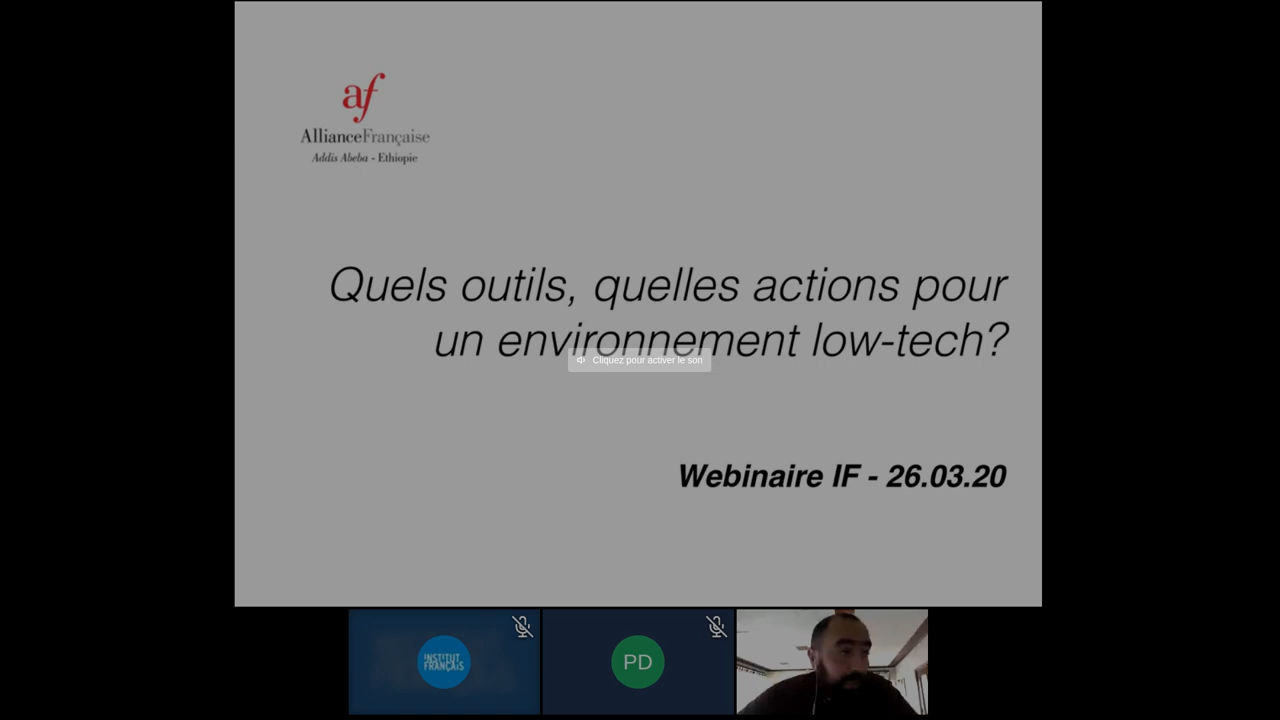 af
AllianceFrançaise
Addis Abeba - Ethiopie
Quels outils, quelles actions pour
un environnement low-tech?
Cliquez pour activer le son
Webinaire IF - 26.03.20
INSTITUT
FRANÇAIS
PD